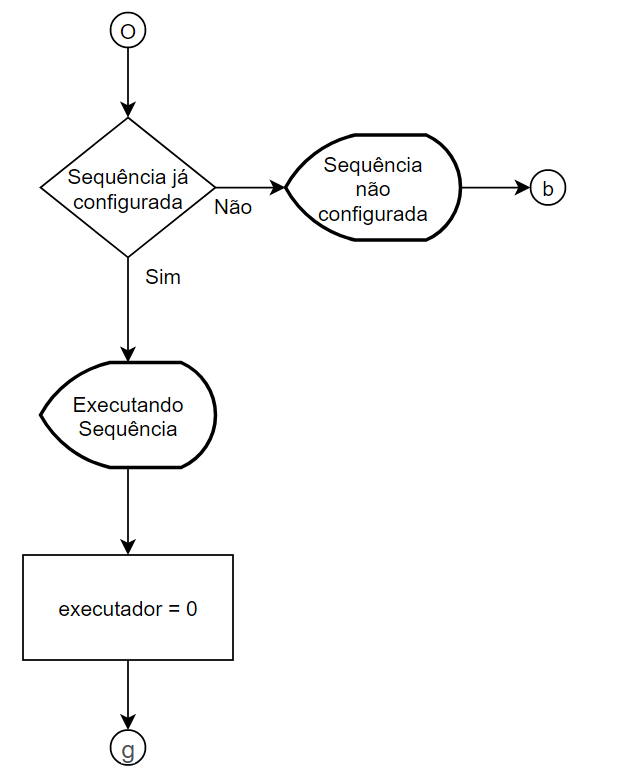 O
Sequência já
configurada
Não
Sequência
não
configurada
b
Sim
Executando
Sequência
executador = 0
g